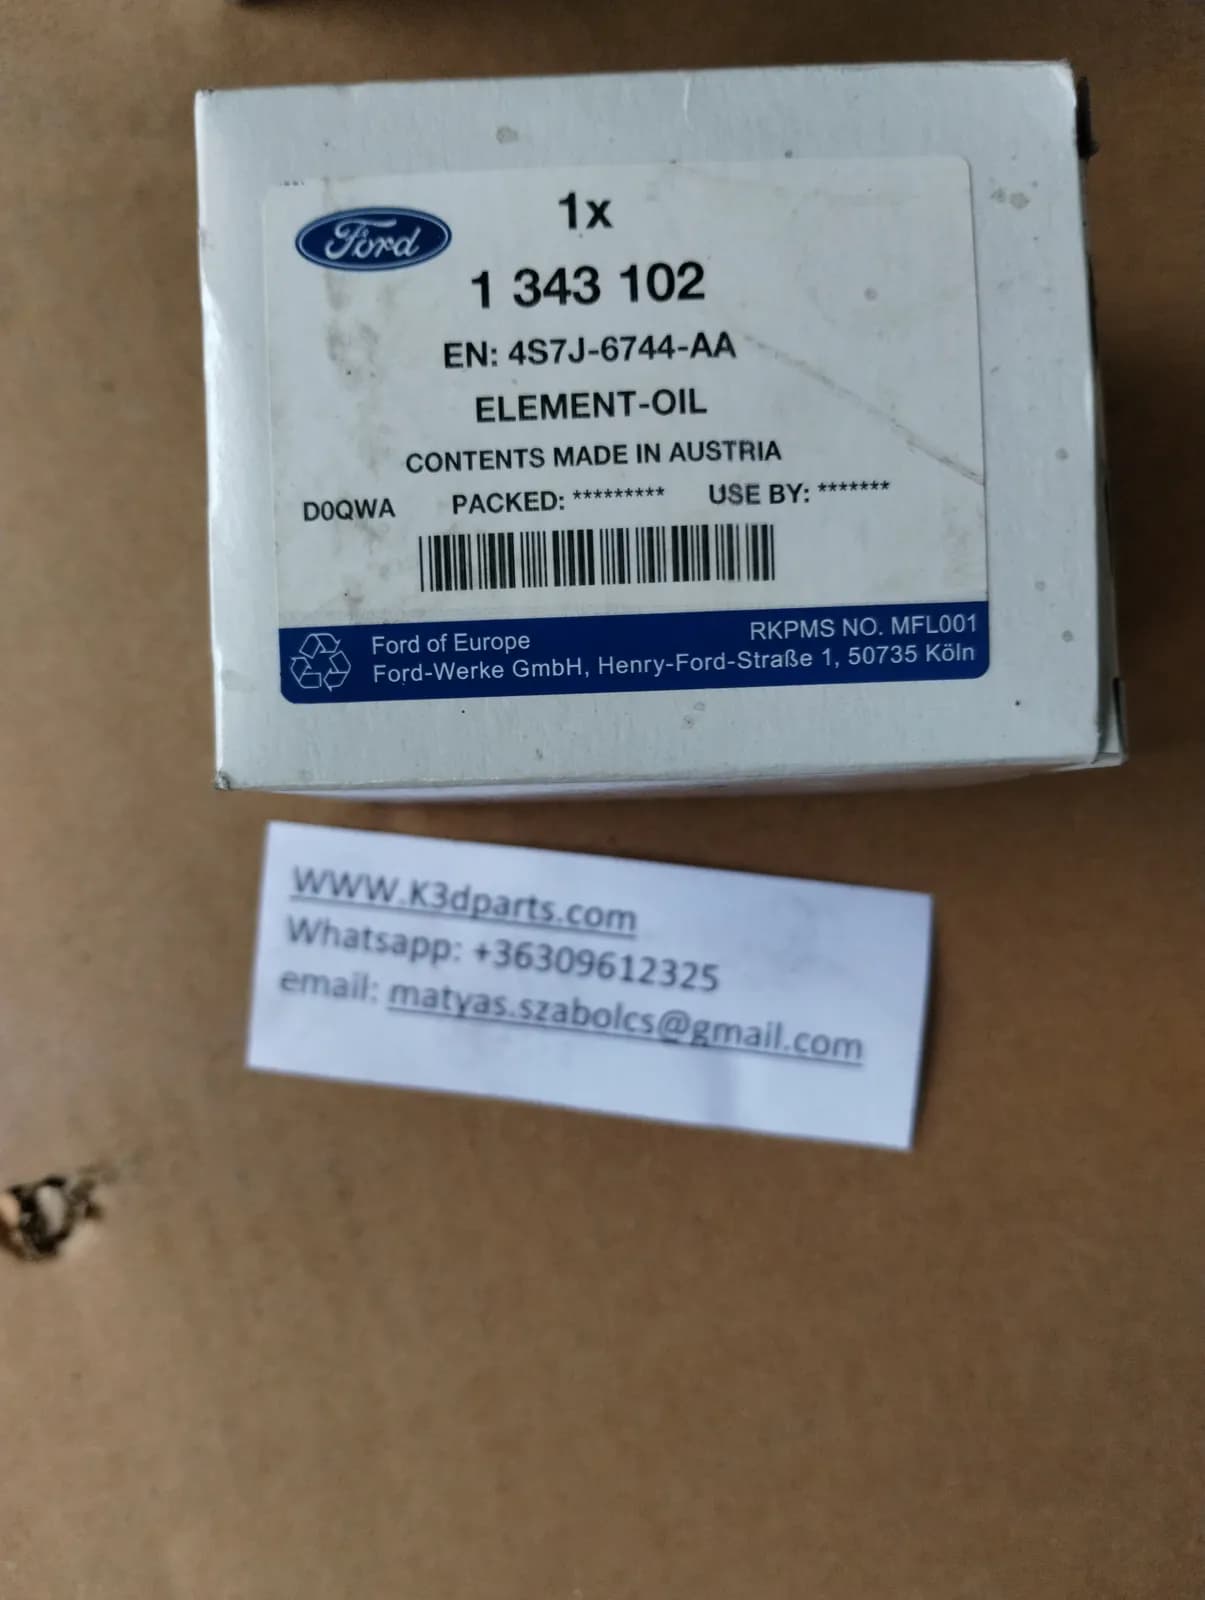 Ford
1x
1 343 102
EN: 4S7J-6744-AA
ELEMENT-OIL
CONTENTS MADE IN AUSTRIA
D0QWA PACKED: ********* USE BY: *******
Ford of Europe RKPMS NO. MFL001
Ford-Werke GmbH, Henry-Ford-Straße 1, 50735 Köln
WWW.K3dparts.com
Whatsapp: +36309612325
email: matyas.szabolcs@gmail.com